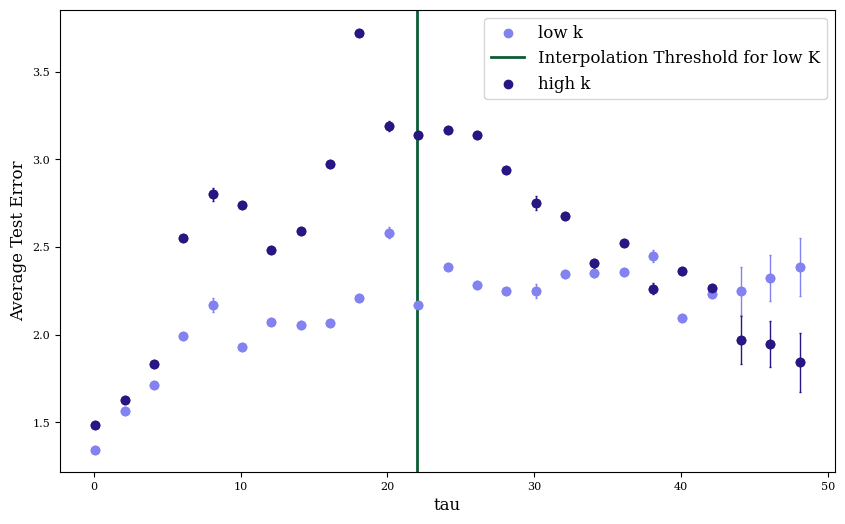 low k
Interpolation Threshold for low K
high k
3.5
3.0
2.5
2.0
1.5
Average Test Error
0 10 20 30 40 50
tau